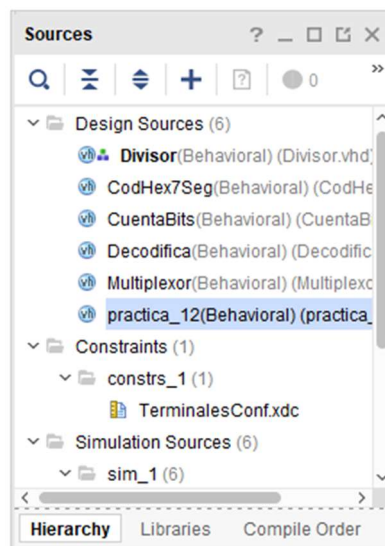 Sources
0
Design Sources (6)
Divisor(Behavioral) (Divisor.vhd)
CodHex7Seg(Behavioral) (CodHe
CuentaBits(Behavioral) (CuentaB
Decodifica(Behavioral) (Decodific
Multiplexor(Behavioral) (Multiplexo
practica_12(Behavioral) (practica_
Constraints (1)
constrs_1 (1)
TerminalesConf.xdc
Simulation Sources (6)
sim_1 (6)
Hierarchy Libraries Compile Order